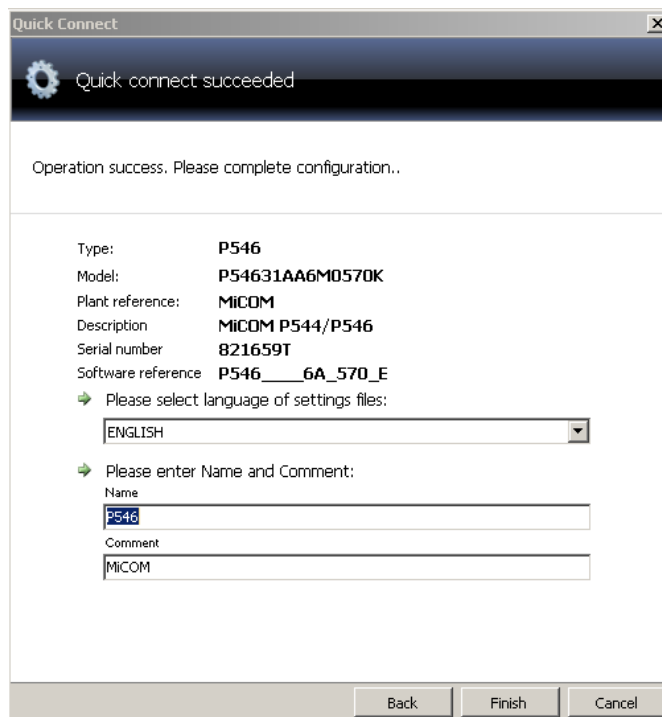 Quick Connect
Quick connect succeeded
Operation success. Please complete configuration..
Type: P546
Model: P54631AA6M0570K
Plant reference: MiCOM
Description MiCOM P544/P546
Serial number 821659T
Software reference P546____6A_570_E
Please select language of settings files:
ENGLISH
Please enter Name and Comment:
Name
P546
Comment
MiCOM
Back Finish Cancel